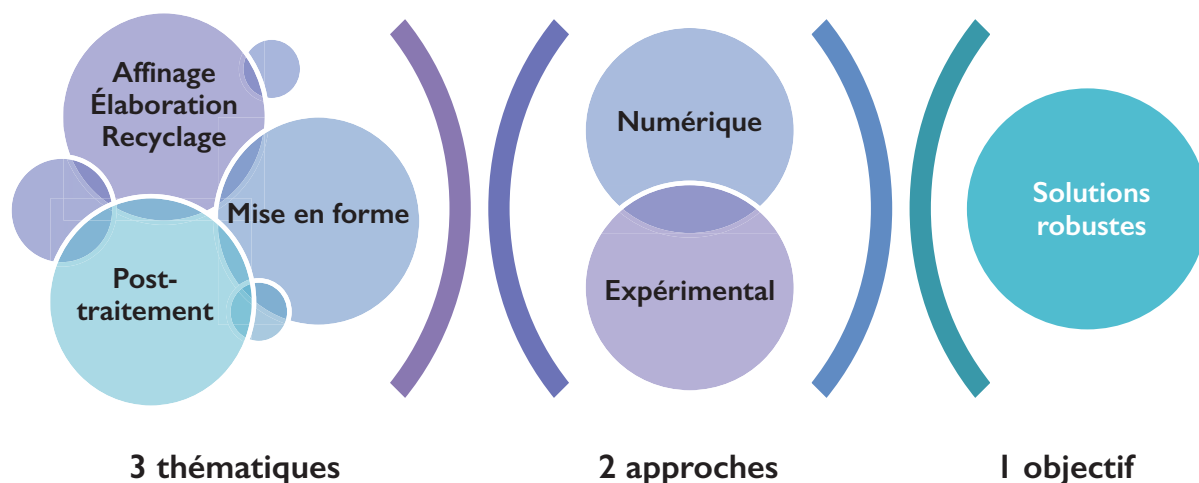 Affinage
Élaboration
Recyclage
Mise en forme
Post-
traitement
Numérique
Expérimental
Solutions
robustes
3 thématiques
2 approches
1 objectif